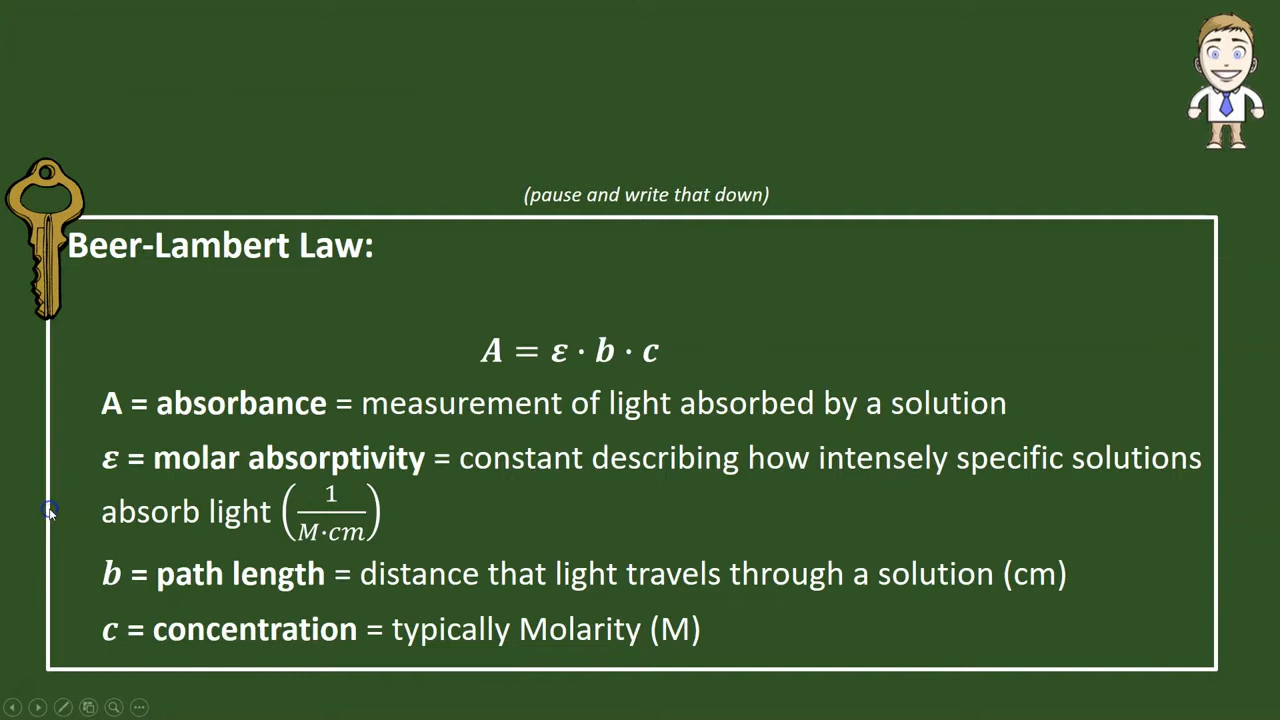 (pause and write that down)
Beer-Lambert Law:
A = ε · b · c
A = absorbance = measurement of light absorbed by a solution
ε = molar absorptivity = constant describing how intensely specific solutions
absorb light (1/(M·cm))
b = path length = distance that light travels through a solution (cm)
c = concentration = typically Molarity (M)